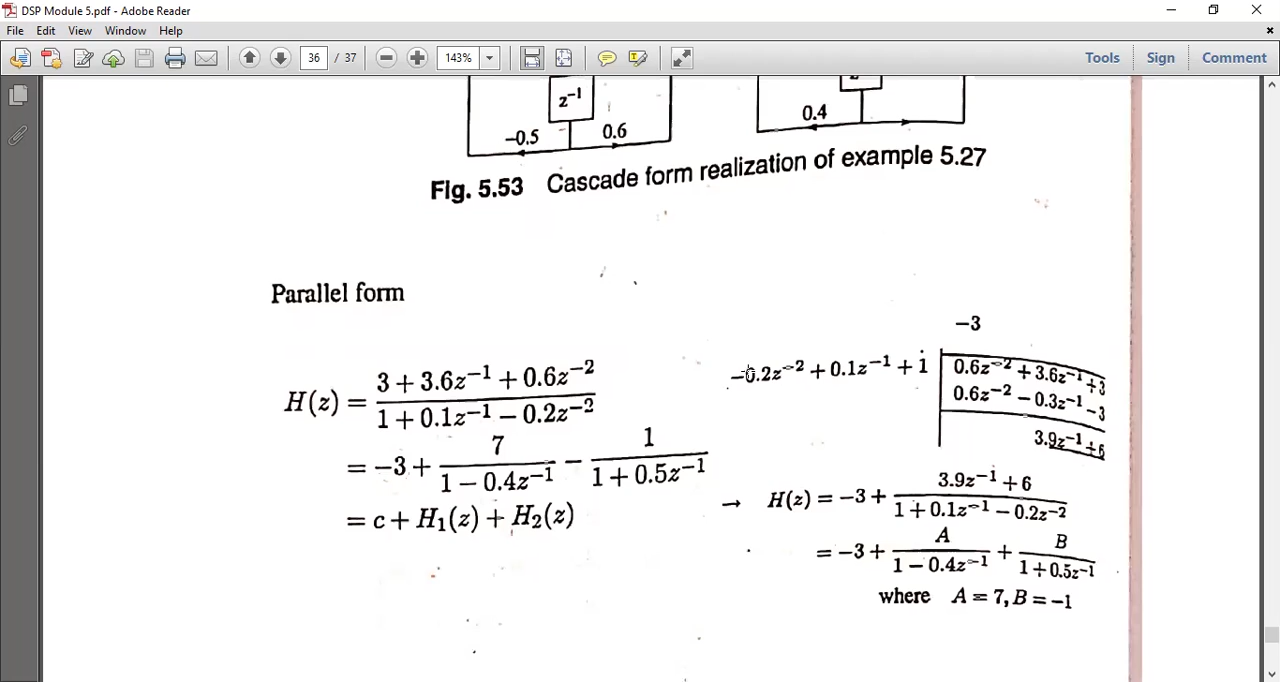 DSP Module 5.pdf - Adobe Reader
File Edit View Window Help
36 / 37 143% Tools Sign Comment
z⁻¹
-0.5 0.6 0.4
Fig. 5.53 Cascade form realization of example 5.27
Parallel form
H(z) = (3 + 3.6z⁻¹ + 0.6z⁻²) / (1 + 0.1z⁻¹ − 0.2z⁻²)
= −3 + 7 / (1 − 0.4z⁻¹) − 1 / (1 + 0.5z⁻¹)
= c + H₁(z) + H₂(z)
−3
−0.2z⁻² + 0.1z⁻¹ + 1 | 0.6z⁻² + 3.6z⁻¹ + 3
0.6z⁻² − 0.3z⁻¹ − 3
3.9z⁻¹ + 6
→ H(z) = −3 + (3.9z⁻¹ + 6) / (1 + 0.1z⁻¹ − 0.2z⁻²)
= −3 + A / (1 − 0.4z⁻¹) + B / (1 + 0.5z⁻¹)
where A = 7, B = −1